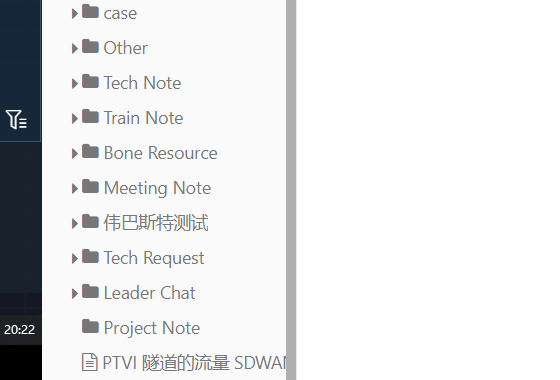 case
Other
Tech Note
Train Note
Bone Resource
Meeting Note
伟巴斯特测试
Tech Request
Leader Chat
Project Note
20:22
PTVI 隧道的流量 SDWAN